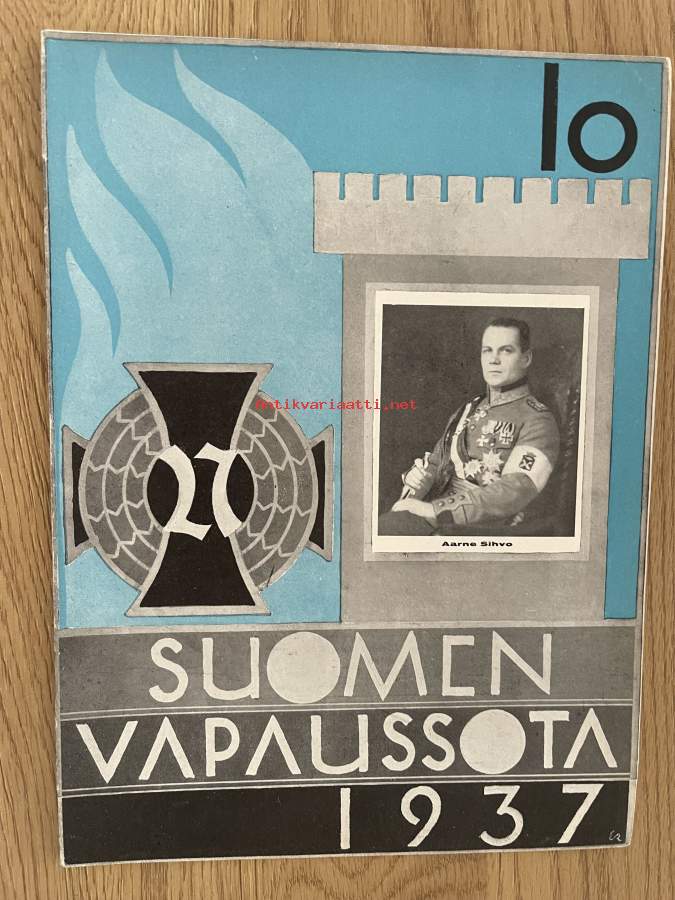 10
Antikvariaatti.net
Aarne Sihvo
SUOMEN
VAPAUSSOTA
1937